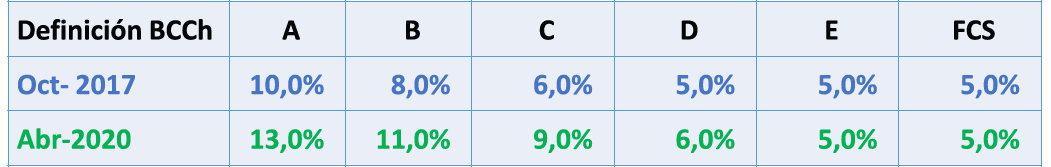 Definición BCCh A B C D E FCS
Oct- 2017 10,0% 8,0% 6,0% 5,0% 5,0% 5,0%
Abr-2020 13,0% 11,0% 9,0% 6,0% 5,0% 5,0%